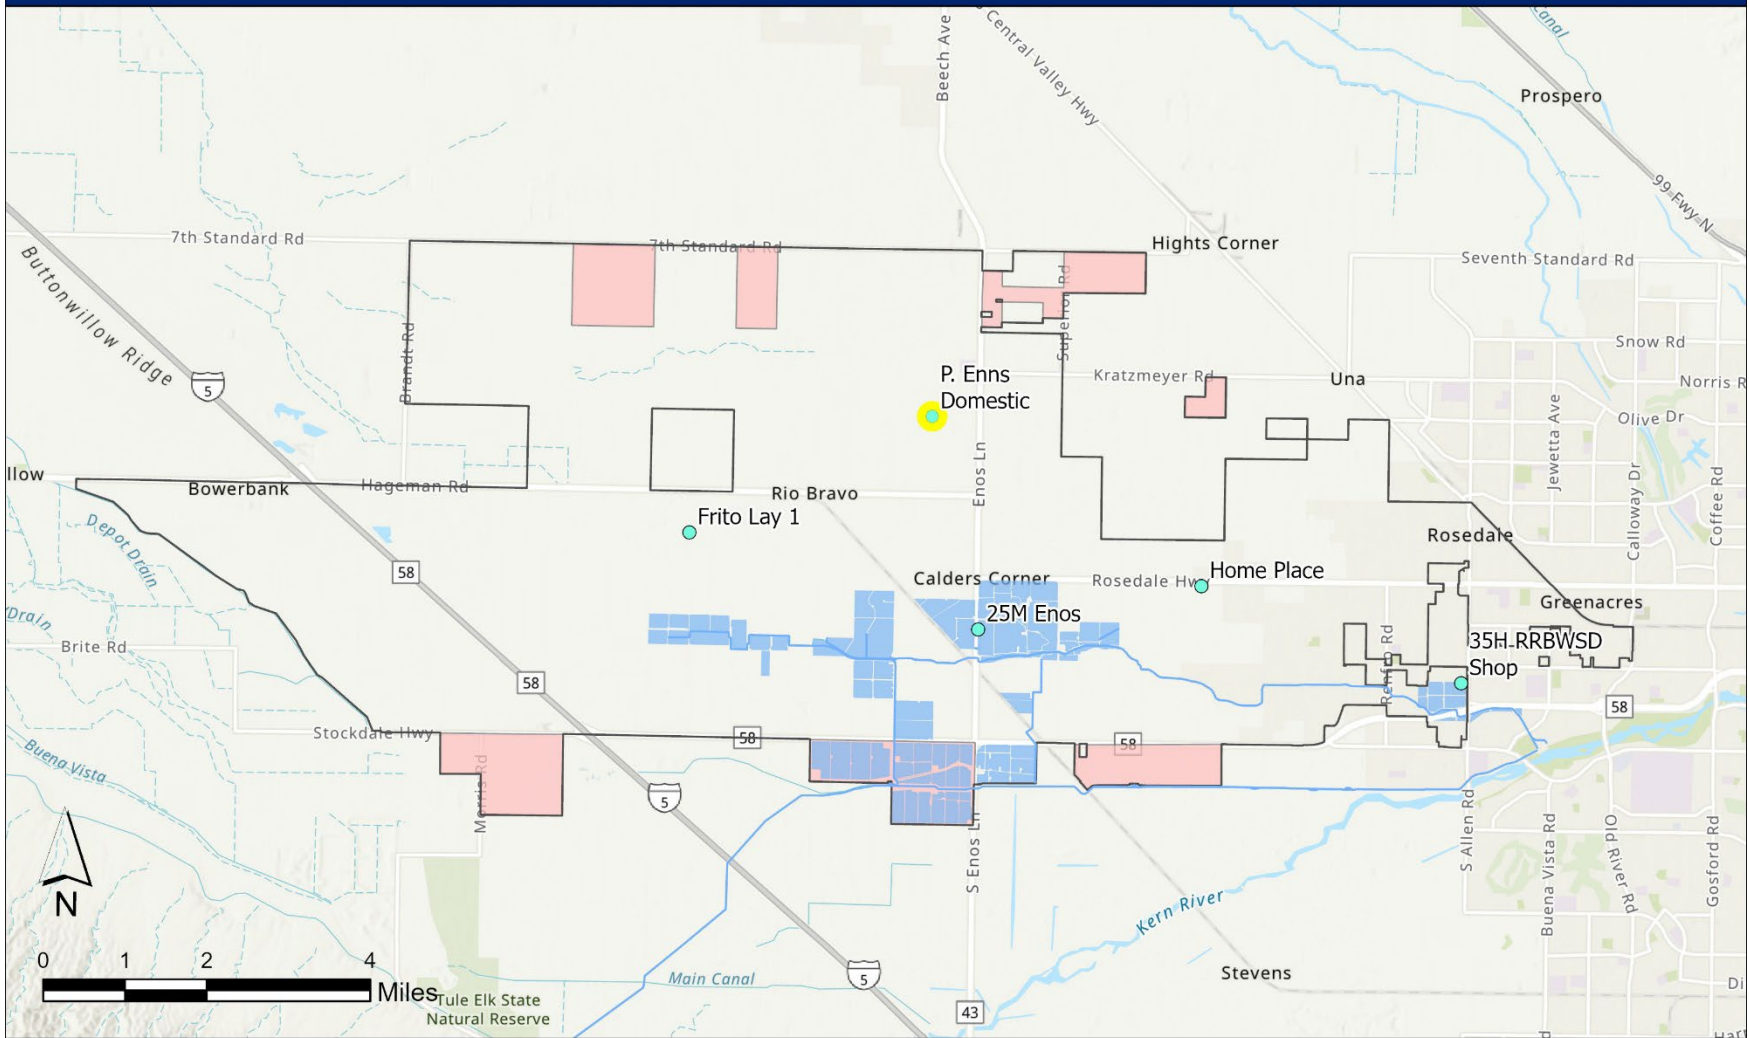 Canal
Beech Ave
Central Valley Hwy
Prospero
99 Fwy N
7th Standard Rd
7th Standard Rd
Hights Corner
Seventh Standard Rd
Buttonwillow Ridge
5
Brandt Rd
Superior Rd
Snow Rd
P. Enns
Domestic
Kratzmeyer Rd
Una
Norris R
Olive Dr
Jewetta Ave
Calloway Dr
Coffee Rd
Enos Ln
llow
Bowerbank
Hageman Rd
Rio Bravo
Frito Lay 1
Depot Drain
Rosedale
58
Calders Corner
Rosedale Hwy
Home Place
Greenacres
25M Enos
Drain
Brite Rd
Renfro Rd
35H RRBWSD
Shop
58
58
Stockdale Hwy
58
58
Buena Vista
Morris Rd
5
S Enos Ln
S Allen Rd
Buena Vista Rd
Old River Rd
Gosford Rd
N
Kern River
0 1 2 4
Miles
Main Canal
5
Stevens
Di
Tule Elk State
Natural Reserve
43
Harr